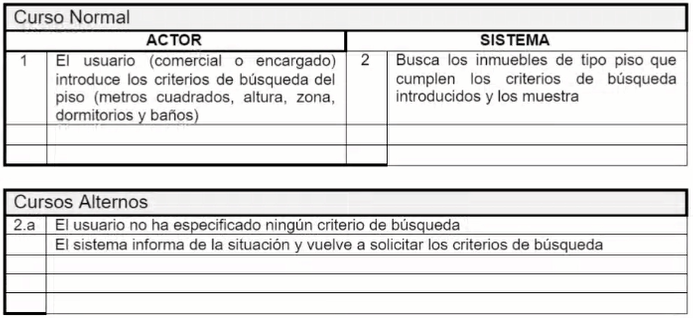 Curso Normal
ACTOR SISTEMA
1 El usuario (comercial o encargado) 2 Busca los inmuebles de tipo piso que
introduce los criterios de búsqueda del cumplen los criterios de búsqueda
piso (metros cuadrados, altura, zona, introducidos y los muestra
dormitorios y baños)
Cursos Alternos
2.a El usuario no ha especificado ningún criterio de búsqueda
El sistema informa de la situación y vuelve a solicitar los criterios de búsqueda